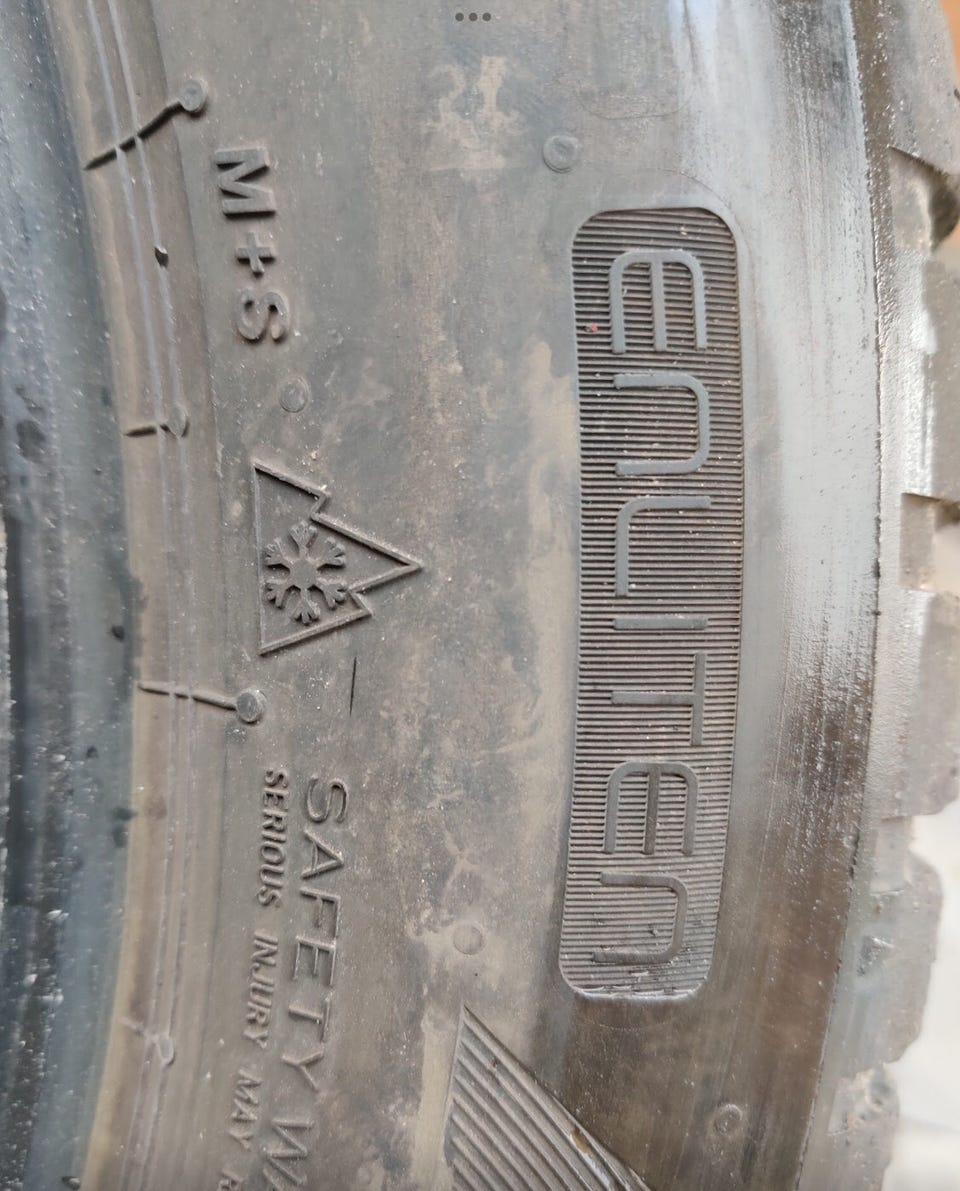 ENLITEN
M+S
SAFETY
SERIOUS INJURY MAY